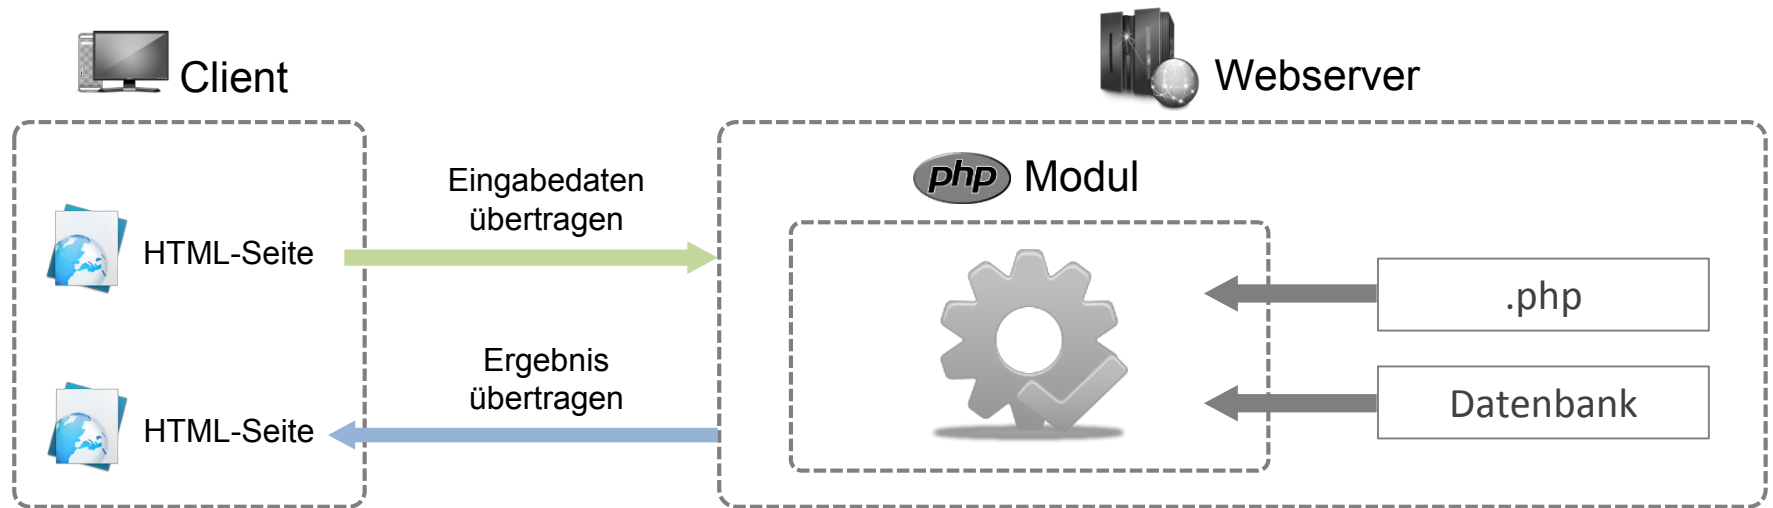 Client
Webserver
php Modul
Eingabedaten
übertragen
HTML-Seite
.php
Ergebnis
übertragen
HTML-Seite
Datenbank